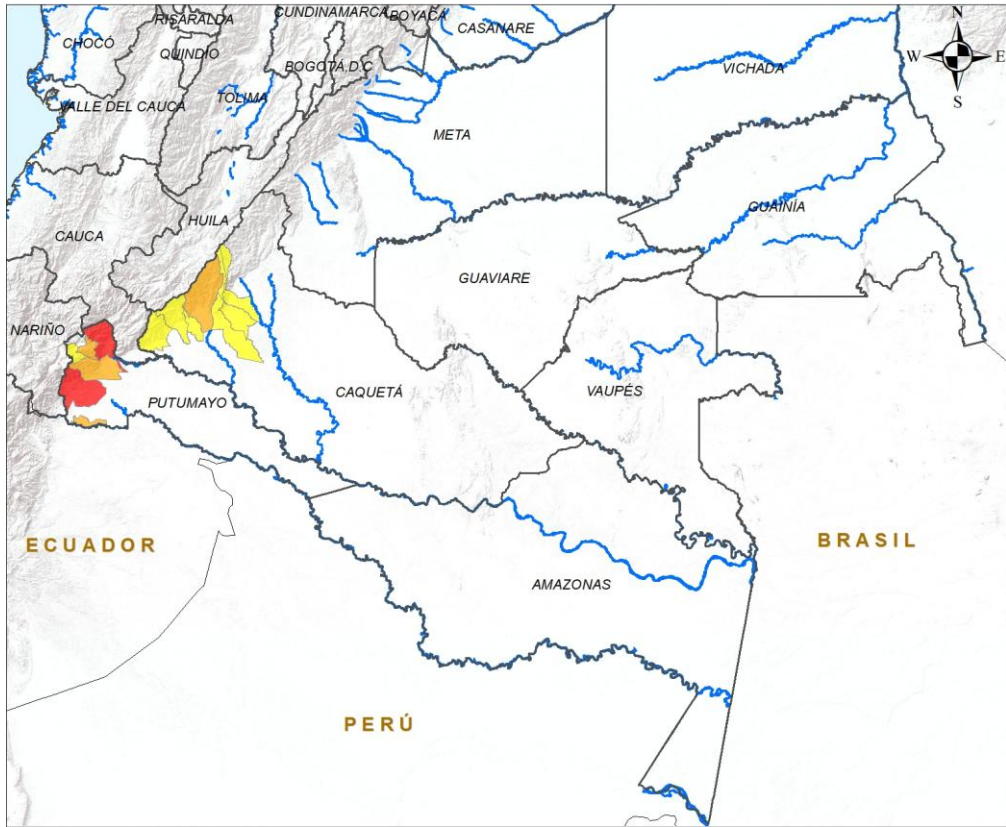 RISARALDA
CUNDINAMARCA
BOYACÁ
CASANARE
N
CHOCÓ
QUINDÍO
BOGOTÁ D.C
W
E
VICHADA
S
VALLE DEL CAUCA
TOLIMA
META
HUILA
GUAINÍA
CAUCA
GUAVIARE
NARIÑO
CAQUETÁ
VAUPÉS
PUTUMAYO
ECUADOR
BRASIL
AMAZONAS
PERÚ